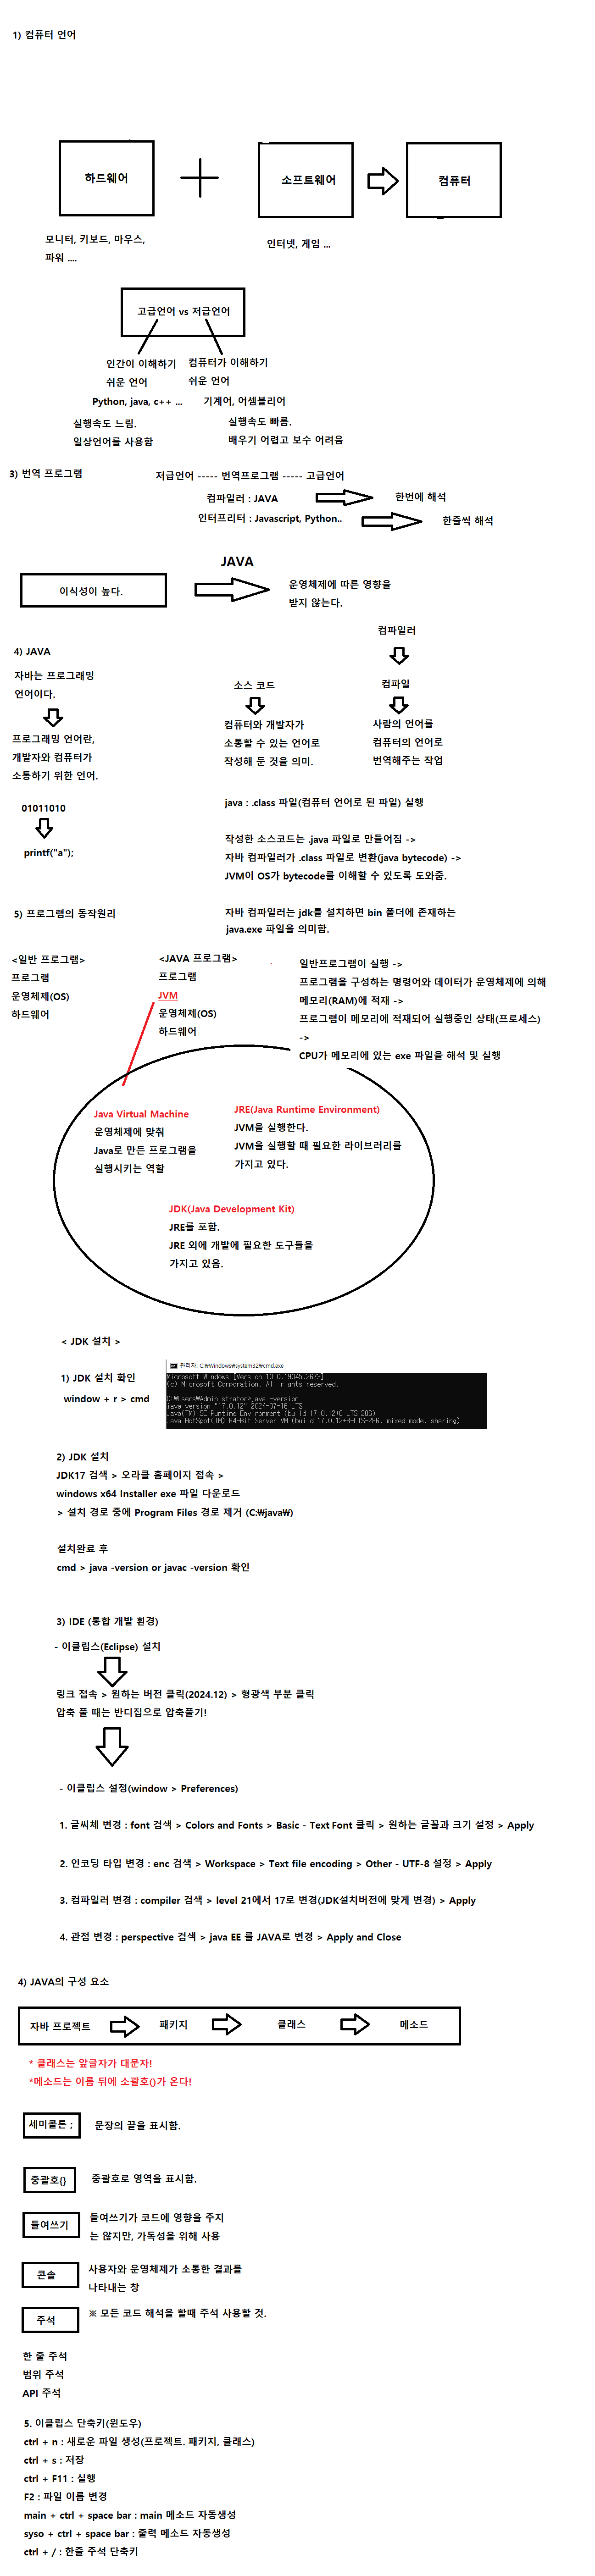 1) 컴퓨터 언어
하드웨어
소프트웨어
컴퓨터
모니터, 키보드, 마우스,
파워 ....
인터넷, 게임 ...
고급언어 vs 저급언어
인간이 이해하기
쉬운 언어
Python, java, c++ ...
실행속도 느림.
일상언어를 사용함
컴퓨터가 이해하기
쉬운 언어
기계어, 어셈블리어
실행속도 빠름.
배우기 어렵고 보수 어려움
3) 번역 프로그램
저급언어 ----- 번역프로그램 ----- 고급언어
컴파일러 : JAVA
한번에 해석
인터프리터 : Javascript, Python..
한줄씩 해석
JAVA
이식성이 높다.
운영체제에 따른 영향을
받지 않는다.
4) JAVA
자바는 프로그래밍
언어이다.
프로그래밍 언어란,
개발자와 컴퓨터가
소통하기 위한 언어.
01011010
printf("a");
소스 코드
컴퓨터와 개발자가
소통할 수 있는 언어로
작성해 둔 것을 의미.
컴파일러
컴파일
사람의 언어를
컴퓨터의 언어로
번역해주는 작업
java : .class 파일(컴퓨터 언어로 된 파일) 실행
작성한 소스코드는 .java 파일로 만들어짐 ->
자바 컴파일러가 .class 파일로 변환(java bytecode) ->
JVM이 OS가 bytecode를 이해할 수 있도록 도와줌.
자바 컴파일러는 jdk를 설치하면 bin 폴더에 존재하는
java.exe 파일을 의미함.
5) 프로그램의 동작원리
<일반 프로그램>
프로그램
운영체제(OS)
하드웨어
<JAVA 프로그램>
프로그램
JVM
운영체제(OS)
하드웨어
일반프로그램이 실행 ->
프로그램을 구성하는 명령어와 데이터가 운영체제에 의해
메모리(RAM)에 적재 ->
프로그램이 메모리에 적재되어 실행중인 상태(프로세스)
->
CPU가 메모리에 있는 exe 파일을 해석 및 실행
Java Virtual Machine
운영체제에 맞춰
Java로 만든 프로그램을
실행시키는 역할
JRE(Java Runtime Environment)
JVM을 실행한다.
JVM을 실행할 때 필요한 라이브러리를
가지고 있다.
JDK(Java Development Kit)
JRE를 포함.
JRE 외에 개발에 필요한 도구들을
가지고 있음.
< JDK 설치 >
1) JDK 설치 확인
window + r > cmd
관리자: C:₩Windows₩system32₩cmd.exe
Microsoft Windows [Version 10.0.19045.2673]
(c) Microsoft Corporation. All rights reserved.
C:₩Users₩Administrator>java -version
java version "17.0.12" 2024-07-16 LTS
Java(TM) SE Runtime Environment (build 17.0.12+8-LTS-286)
Java HotSpot(TM) 64-Bit Server VM (build 17.0.12+8-LTS-286, mixed mode, sharing)
2) JDK 설치
JDK17 검색 > 오라클 홈페이지 접속 >
windows x64 Installer exe 파일 다운로드
> 설치 경로 중에 Program Files 경로 제거 (C:₩java₩)
설치완료 후
cmd > java -version or javac -version 확인
3) IDE (통합 개발 횐경)
- 이클립스(Eclipse) 설치
링크 접속 > 원하는 버전 클릭(2024.12) > 형광색 부분 클릭
압축 풀 때는 반디집으로 압축풀기!
- 이클립스 설정(window > Preferences)
1. 글씨체 변경 : font 검색 > Colors and Fonts > Basic - Text Font 클릭 > 원하는 글꼴과 크기 설정 > Apply
2. 인코딩 타입 변경 : enc 검색 > Workspace > Text file encoding > Other - UTF-8 설정 > Apply
3. 컴파일러 변경 : compiler 검색 > level 21에서 17로 변경(JDK설치버전에 맞게 변경) > Apply
4. 관점 변경 : perspective 검색 > java EE 를 JAVA로 변경 > Apply and Close
4) JAVA의 구성 요소
자바 프로젝트
패키지
클래스
메소드
* 클래스는 앞글자가 대문자!
*메소드는 이름 뒤에 소괄호()가 온다!
세미콜론 ;
문장의 끝을 표시함.
중괄호{}
중괄호로 영역을 표시함.
들여쓰기
들여쓰기가 코드에 영향을 주지
는 않지만, 가독성을 위해 사용
콘솔
사용자와 운영체제가 소통한 결과를
나타내는 창
주석
※ 모든 코드 해석을 할때 주석 사용할 것.
한 줄 주석
범위 주석
API 주석
5. 이클립스 단축키(윈도우)
ctrl + n : 새로운 파일 생성(프로젝트. 패키지, 클래스)
ctrl + s : 저장
ctrl + F11 : 실행
F2 : 파일 이름 변경
main + ctrl + space bar : main 메소드 자동생성
syso + ctrl + space bar : 출력 메소드 자동생성
ctrl + / : 한줄 주석 단축키